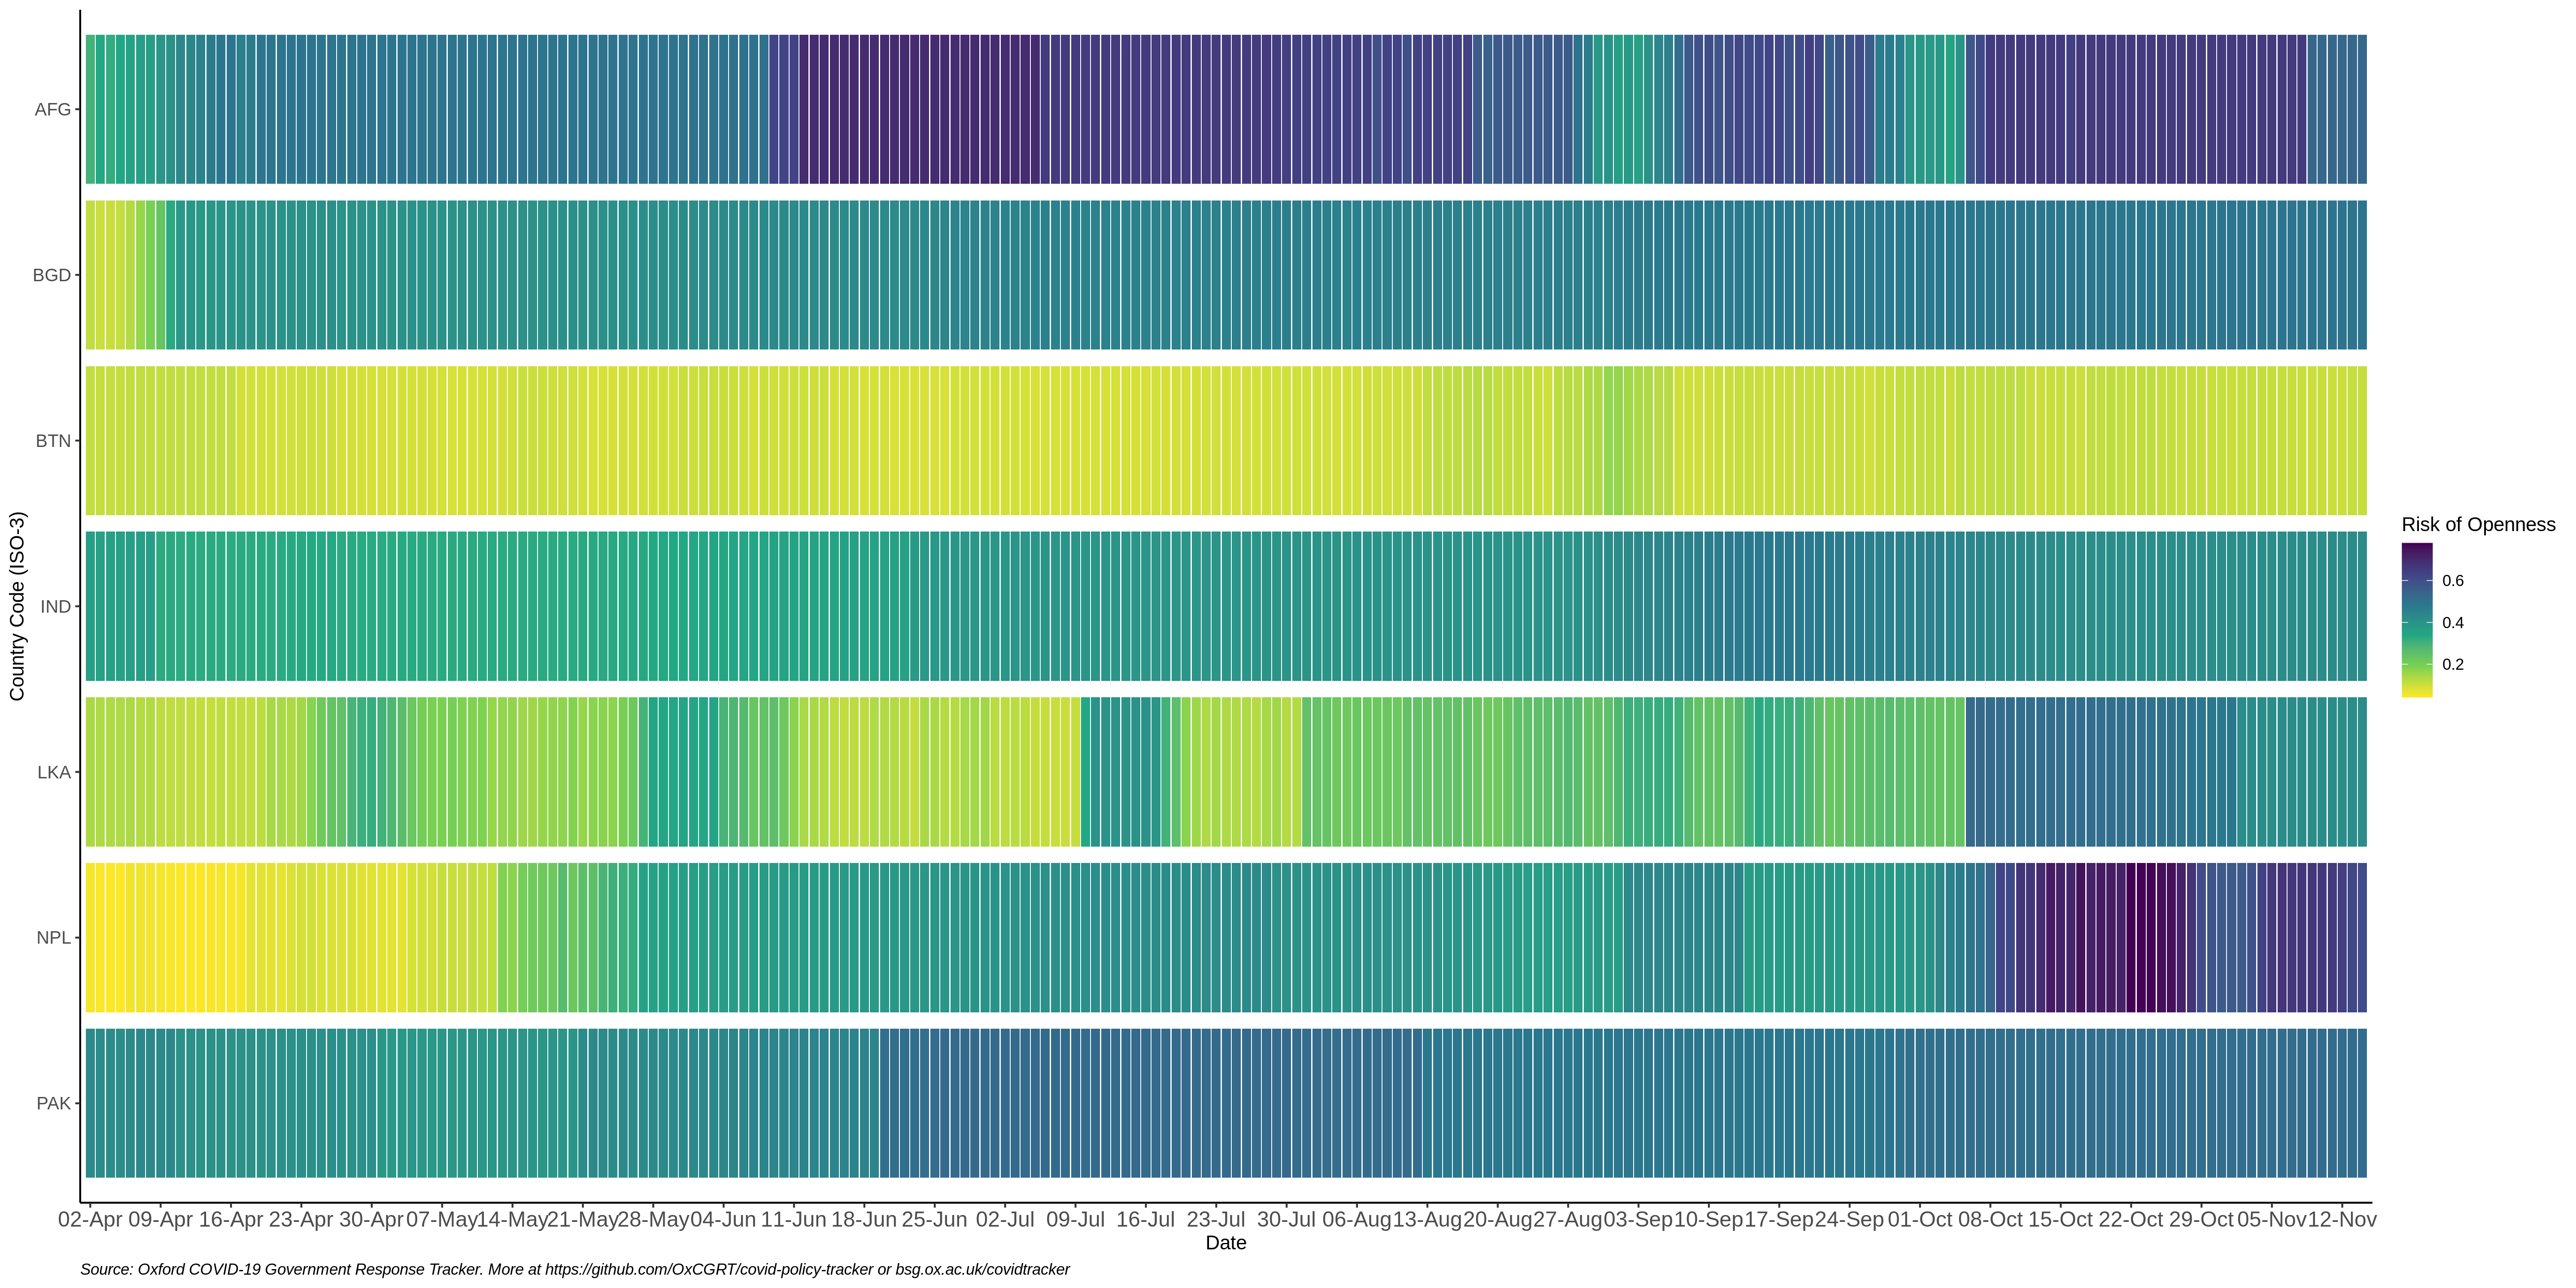 AFG
BGD
BTN
IND
LKA
NPL
PAK
Country Code (ISO-3)
Risk of Openness
0.6
0.4
0.2
02-Apr 09-Apr 16-Apr 23-Apr 30-Apr 07-May 14-May 21-May 28-May 04-Jun 11-Jun 18-Jun 25-Jun 02-Jul 09-Jul 16-Jul 23-Jul 30-Jul 06-Aug 13-Aug 20-Aug 27-Aug 03-Sep 10-Sep 17-Sep 24-Sep 01-Oct 08-Oct 15-Oct 22-Oct 29-Oct 05-Nov 12-Nov
Date
Source: Oxford COVID-19 Government Response Tracker. More at https://github.com/OxCGRT/covid-policy-tracker or bsg.ox.ac.uk/covidtracker